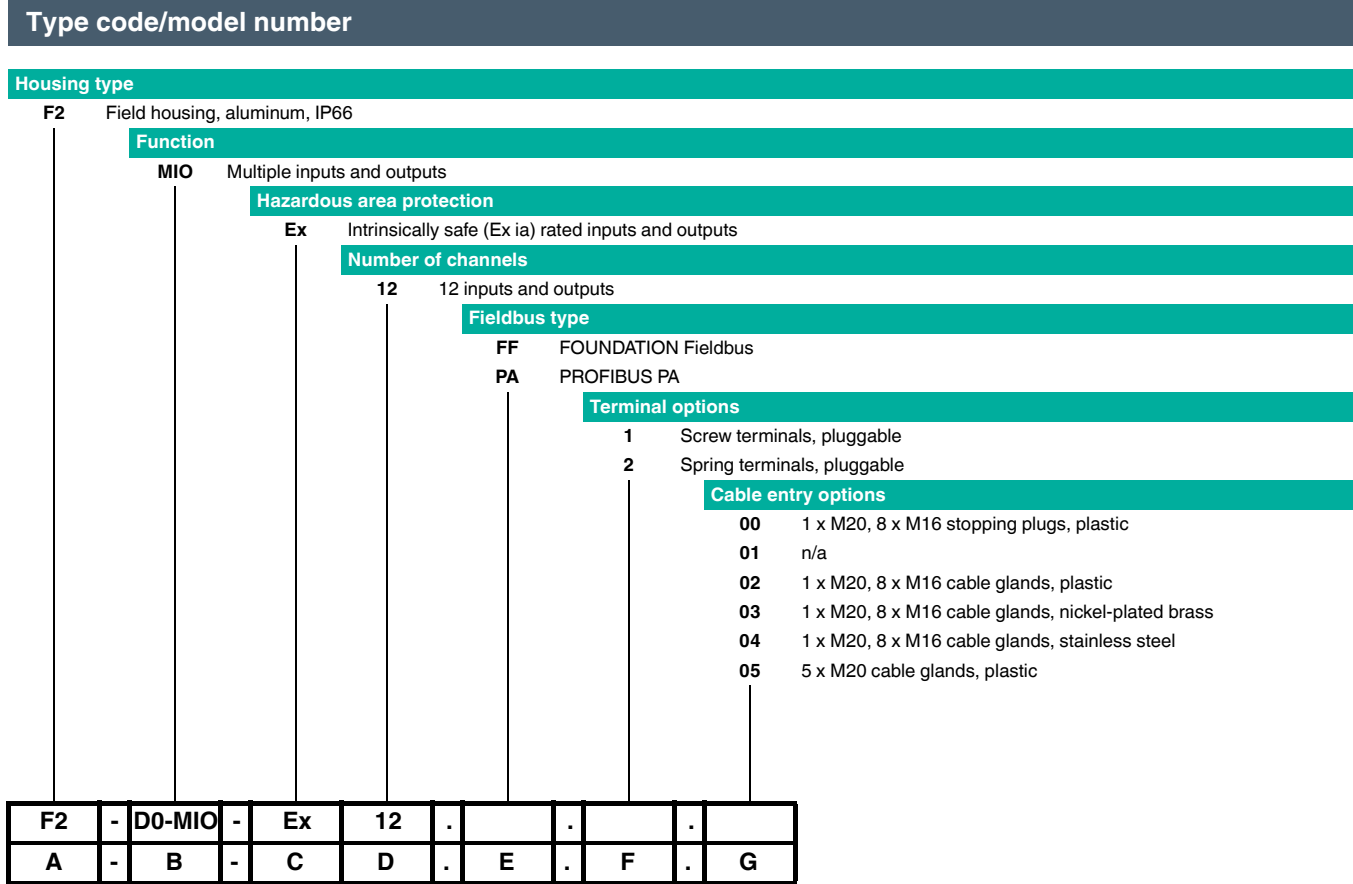 Type code/model number
Housing type
F2 Field housing, aluminum, IP66
Function
MIO Multiple inputs and outputs
Hazardous area protection
Ex Intrinsically safe (Ex ia) rated inputs and outputs
Number of channels
12 12 inputs and outputs
Fieldbus type
FF FOUNDATION Fieldbus
PA PROFIBUS PA
Terminal options
1 Screw terminals, pluggable
2 Spring terminals, pluggable
Cable entry options
00 1 x M20, 8 x M16 stopping plugs, plastic
01 n/a
02 1 x M20, 8 x M16 cable glands, plastic
03 1 x M20, 8 x M16 cable glands, nickel-plated brass
04 1 x M20, 8 x M16 cable glands, stainless steel
05 5 x M20 cable glands, plastic
F2 - D0-MIO - Ex 12 . . .
A - B - C D . E . F . G